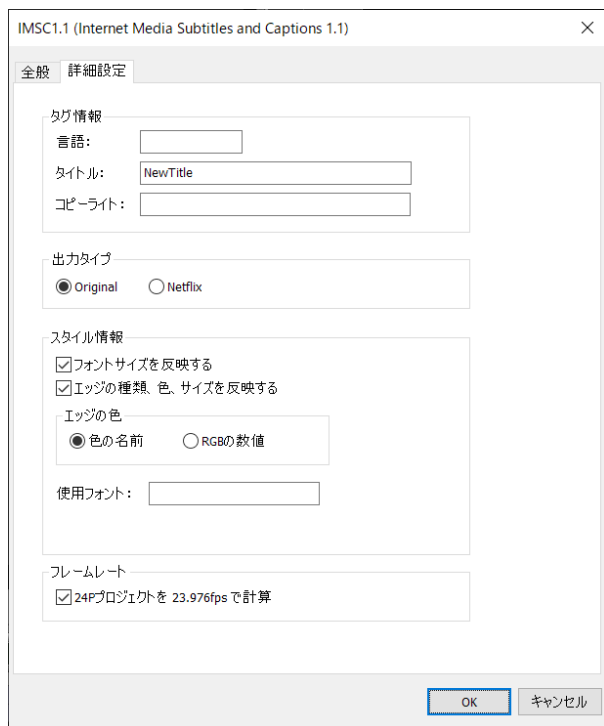 IMSC1.1 (Internet Media Subtitles and Captions 1.1)
全般 詳細設定
タグ情報
言語:
タイトル: NewTitle
コピーライト:
出力タイプ
Original Netflix
スタイル情報
フォントサイズを反映する
エッジの種類、色、サイズを反映する
エッジの色
色の名前 RGBの数値
使用フォント:
フレームレート
24Pプロジェクトを 23.976fps で計算
OK キャンセル